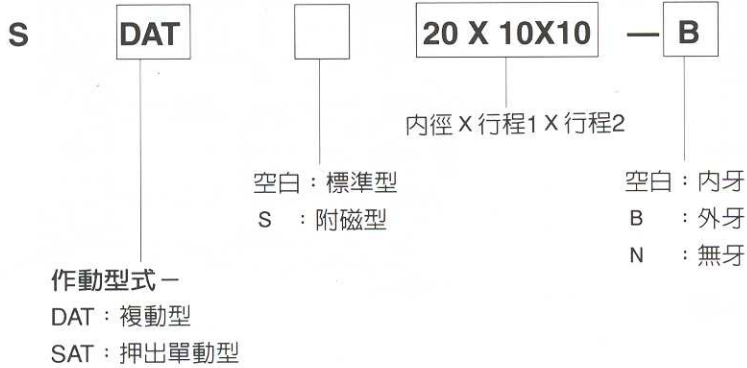 S DAT 20 X 10X10 — B
內徑 X 行程1 X 行程2
空白：標準型
S ：附磁型
空白：內牙
B ：外牙
N ：無牙
作動型式－
DAT：複動型
SAT：押出單動型